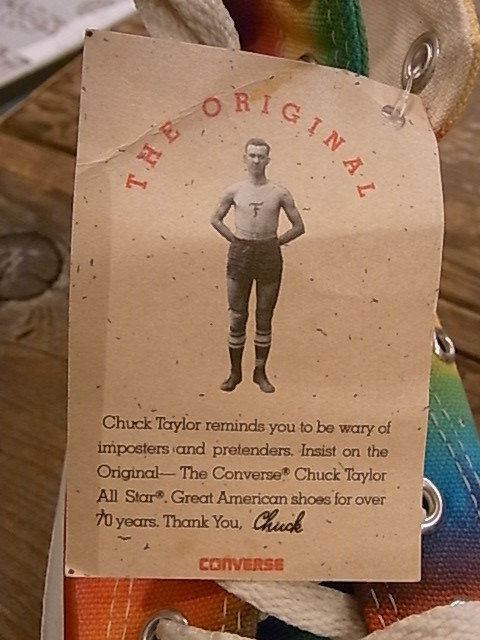 THE ORIGINAL
Chuck Taylor reminds you to be wary of
imposters and pretenders. Insist on the
Original— The Converse® Chuck Taylor
All Star®. Great American shoes for over
70 years. Thank You, Chuck
CONVERSE